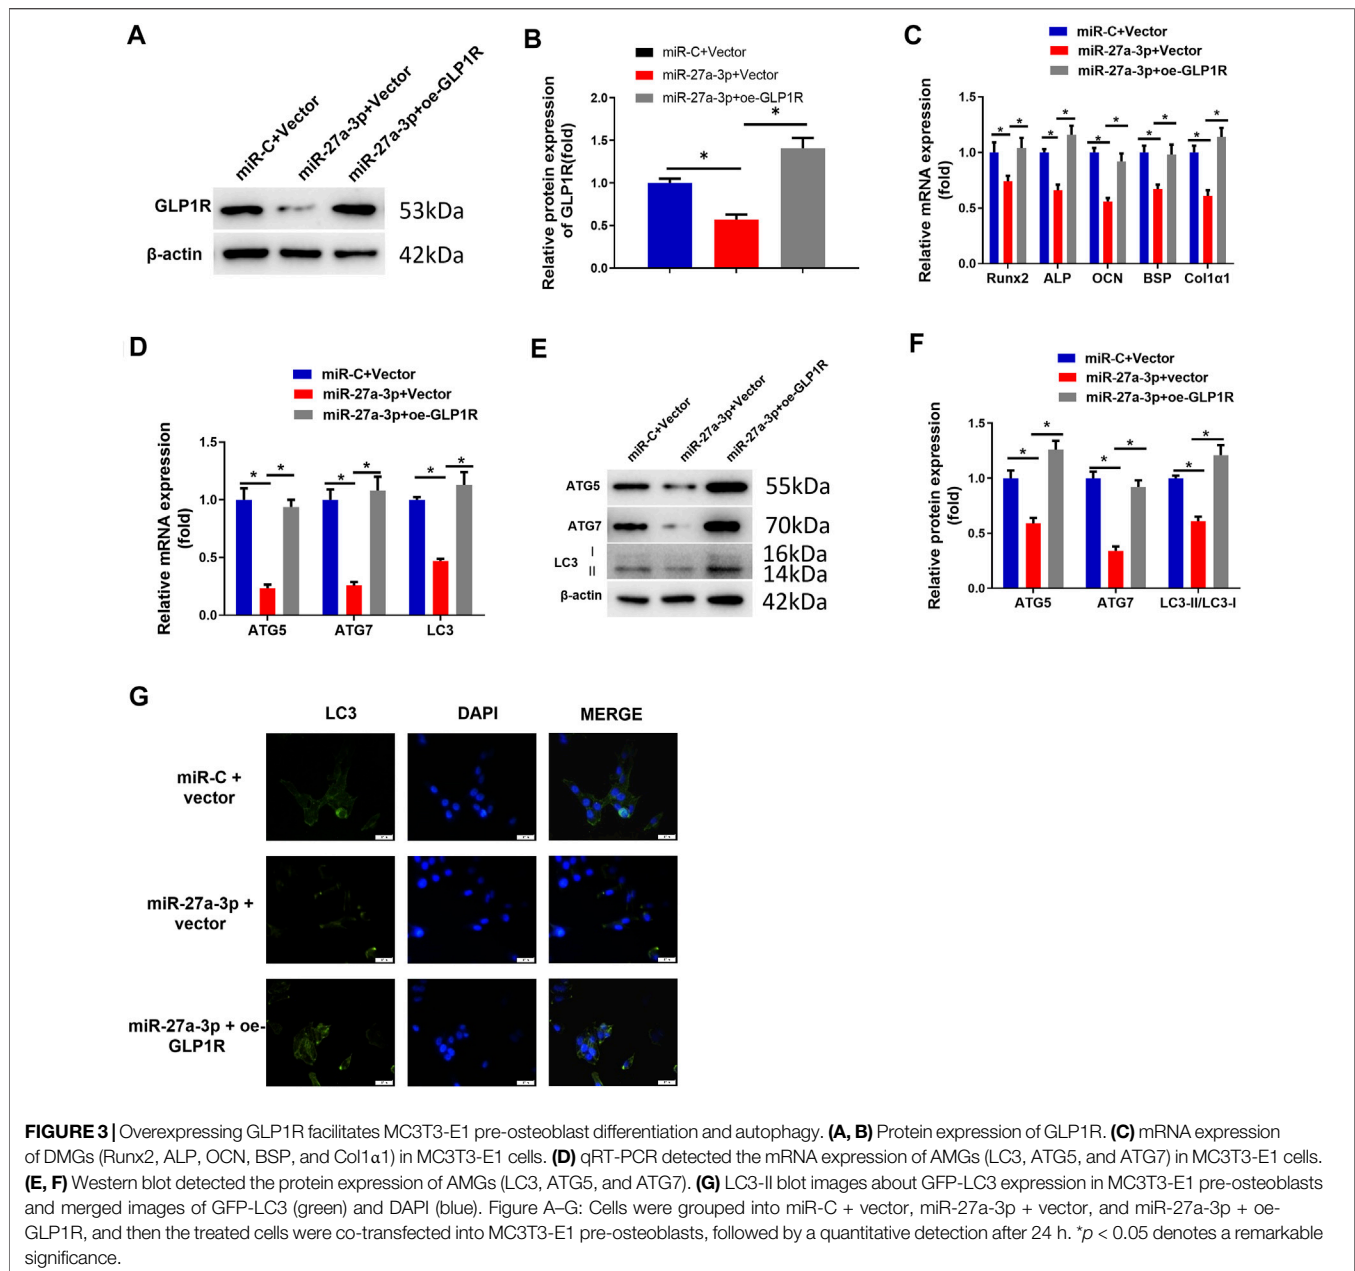 A
miR-C+Vector
miR-27a-3p+Vector
miR-27a-3p+oe-GLP1R
GLP1R
53kDa
β-actin
42kDa
B
miR-C+Vector
miR-27a-3p+Vector
miR-27a-3p+oe-GLP1R
Relative protein expression
of GLP1R(fold)
2.0
1.5
1.0
0.5
0.0
*
*
C
miR-C+Vector
miR-27a-3p+Vector
miR-27a-3p+oe-GLP1R
Relative mRNA expression
(fold)
1.5
1.0
0.5
0.0
* * * * * * * * * *
Runx2 ALP OCN BSP Col1α1
D
miR-C+Vector
miR-27a-3p+Vector
miR-27a-3p+oe-GLP1R
Relative mRNA expression
(fold)
1.5
1.0
0.5
0.0
* * * * * *
ATG5 ATG7 LC3
E
miR-C+Vector
miR-27a-3p+Vector
miR-27a-3p+oe-GLP1R
ATG5
55kDa
ATG7
70kDa
LC3
I
16kDa
II
14kDa
β-actin
42kDa
F
miR-C+Vector
miR-27a-3p+vector
miR-27a-3p+oe-GLP1R
Relative protein expression
(fold)
1.5
1.0
0.5
0.0
* * * * * *
ATG5 ATG7 LC3-II/LC3-I
G
LC3 DAPI MERGE
miR-C +
vector
miR-27a-3p +
vector
miR-27a-3p + oe-
GLP1R
FIGURE 3 | Overexpressing GLP1R facilitates MC3T3-E1 pre-osteoblast differentiation and autophagy. (A, B) Protein expression of GLP1R. (C) mRNA expression
of DMGs (Runx2, ALP, OCN, BSP, and Col1α1) in MC3T3-E1 cells. (D) qRT-PCR detected the mRNA expression of AMGs (LC3, ATG5, and ATG7) in MC3T3-E1 cells.
(E, F) Western blot detected the protein expression of AMGs (LC3, ATG5, and ATG7). (G) LC3-II blot images about GFP-LC3 expression in MC3T3-E1 pre-osteoblasts
and merged images of GFP-LC3 (green) and DAPI (blue). Figure A–G: Cells were grouped into miR-C + vector, miR-27a-3p + vector, and miR-27a-3p + oe-
GLP1R, and then the treated cells were co-transfected into MC3T3-E1 pre-osteoblasts, followed by a quantitative detection after 24 h. *p < 0.05 denotes a remarkable
significance.